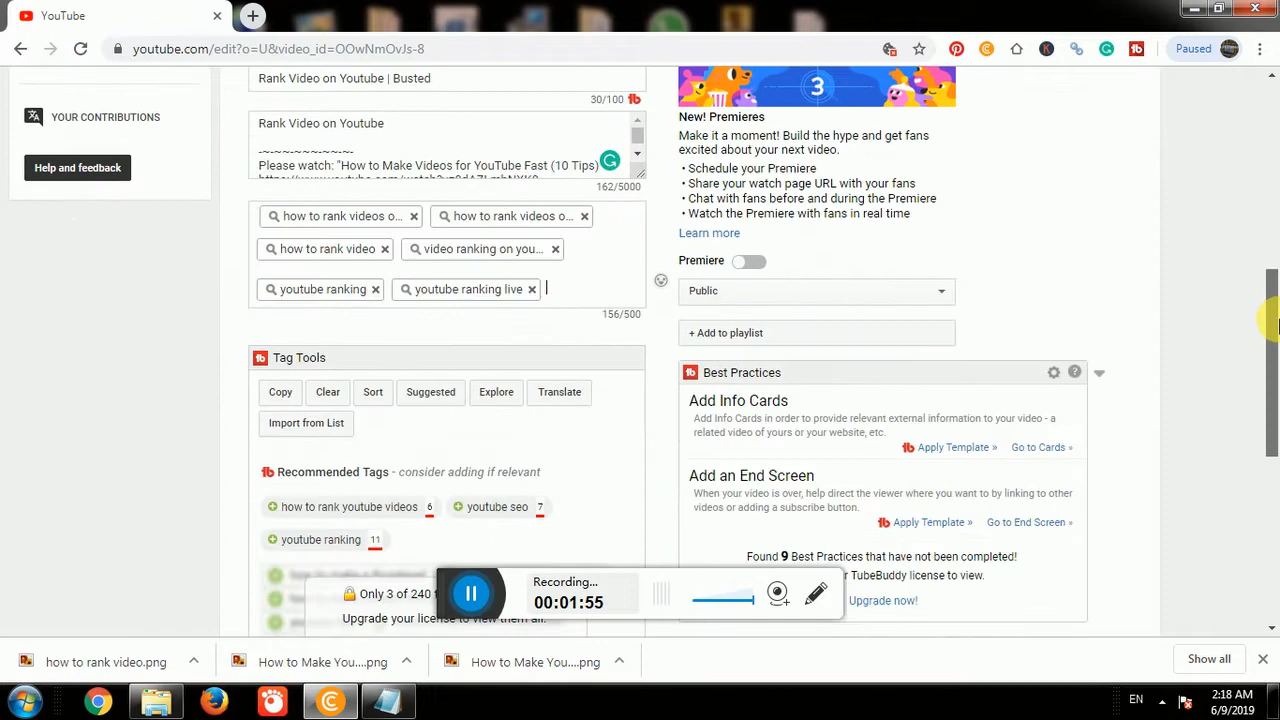 YouTube
youtube.com/edit?o=U&video_id=OOwNmOvJs-8
Paused
YOUR CONTRIBUTIONS
Help and feedback
Rank Video on Youtube | Busted
30/100
Rank Video on Youtube
-~-~~-~~~-~~-~-
Please watch: "How to Make Videos for YouTube Fast (10 Tips)
162/5000
how to rank videos o...
how to rank videos o...
how to rank video
video ranking on you...
youtube ranking
youtube ranking live
156/500
Tag Tools
Copy
Clear
Sort
Suggested
Explore
Translate
Import from List
Recommended Tags - consider adding if relevant
how to rank youtube videos 6
youtube seo 7
youtube ranking 11
Only 3 of 240
Upgrade your license to view them all.
3
New! Premieres
Make it a moment! Build the hype and get fans
excited about your next video.
• Schedule your Premiere
• Share your watch page URL with your fans
• Chat with fans before and during the Premiere
• Watch the Premiere with fans in real time
Learn more
Premiere
Public
+ Add to playlist
Best Practices
Add Info Cards
Add Info Cards in order to provide relevant external information to your video - a
related video of yours or your website, etc.
Apply Template »
Go to Cards »
Add an End Screen
When your video is over, help direct the viewer where you want to by linking to other
videos or adding a subscribe button.
Apply Template »
Go to End Screen »
Found 9 Best Practices that have not been completed!
TubeBuddy license to view.
Upgrade now!
Recording...
00:01:55
how to rank video.png
How to Make You....png
How to Make You....png
Show all
EN
2:18 AM
6/9/2019